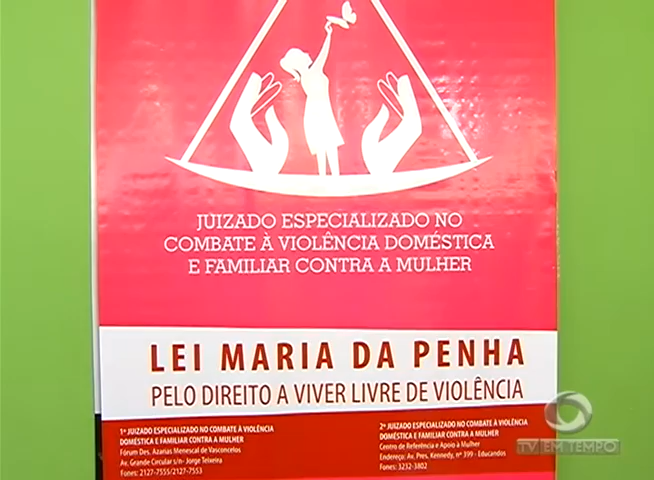 JUIZADO ESPECIALIZADO NO
COMBATE À VIOLÊNCIA DOMÉSTICA
E FAMILIAR CONTRA A MULHER
LEI MARIA DA PENHA
PELO DIREITO A VIVER LIVRE DE VIOLÊNCIA
1º JUIZADO ESPECIALIZADO NO COMBATE À VIOLÊNCIA
DOMÉSTICA E FAMILIAR CONTRA A MULHER
Fórum Des. Azarias Menescal de Vasconcelos
Av. Grande Circular s/n- Jorge Teixeira
Fones: 2127-7555/2127-7553
2º JUIZADO ESPECIALIZADO NO COMBATE À VIOLÊNCIA
DOMÉSTICA E FAMILIAR CONTRA A MULHER
Centro de Referência e Apoio à Mulher
Endereço: Av. Pres. Kennedy, nº 399 - Educandos
Fones: 3232-3802
TV EM TEMPO